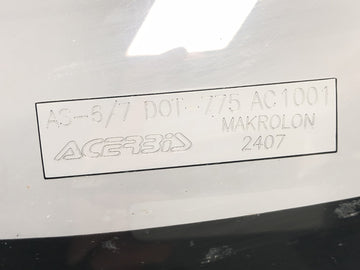 AS-6/7 DOT-775 AC1001
ACERBIS MAKROLON
2407